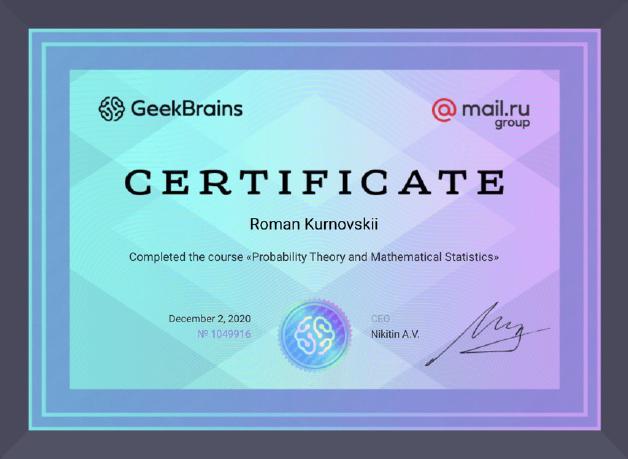 GeekBrains
@mail.ru
group
CERTIFICATE
Roman Kurnovskii
Completed the course «Probability Theory and Mathematical Statistics»
December 2, 2020
№ 1049916
CEO
Nikitin A.V.